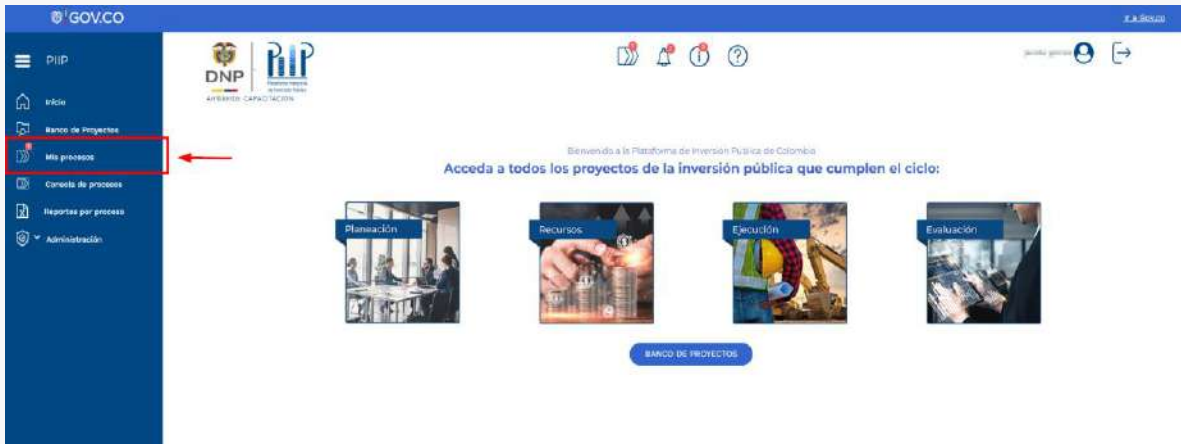 GOV.CO
Ir a Gov.co
PIIP
DNP
PIIP
AMBIENTE: CAPACITACION
Inicio
Banco de Proyectos
Mis procesos
Consola de procesos
Reportes por proceso
Administración
Bienvenido a la Plataforma de Inversión Pública de Colombia
Acceda a todos los proyectos de la inversión pública que cumplen el ciclo:
Planeación
Recursos
Ejecución
Evaluación
BANCO DE PROYECTOS